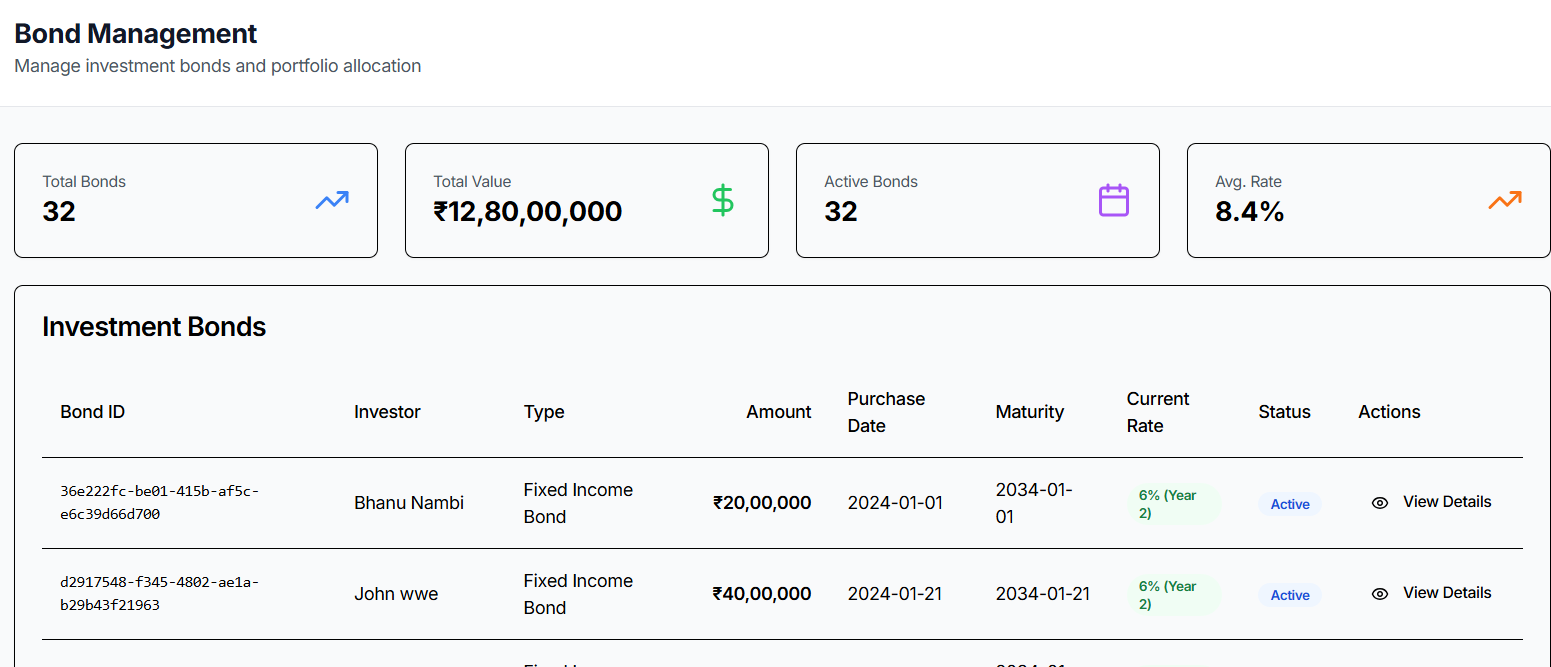 Bond Management
Manage investment bonds and portfolio allocation
Total Bonds
32
Total Value
₹12,80,00,000
Active Bonds
32
Avg. Rate
8.4%
Investment Bonds
Bond ID Investor Type Amount Purchase Date Maturity Current Rate Status Actions
36e222fc-be01-415b-af5c-
e6c39d66d700
Bhanu Nambi
Fixed Income
Bond
₹20,00,000
2024-01-01
2034-01-
01
6% (Year
2)
Active
View Details
d2917548-f345-4802-ae1a-
b29b43f21963
John wwe
Fixed Income
Bond
₹40,00,000
2024-01-21
2034-01-21
6% (Year
2)
Active
View Details